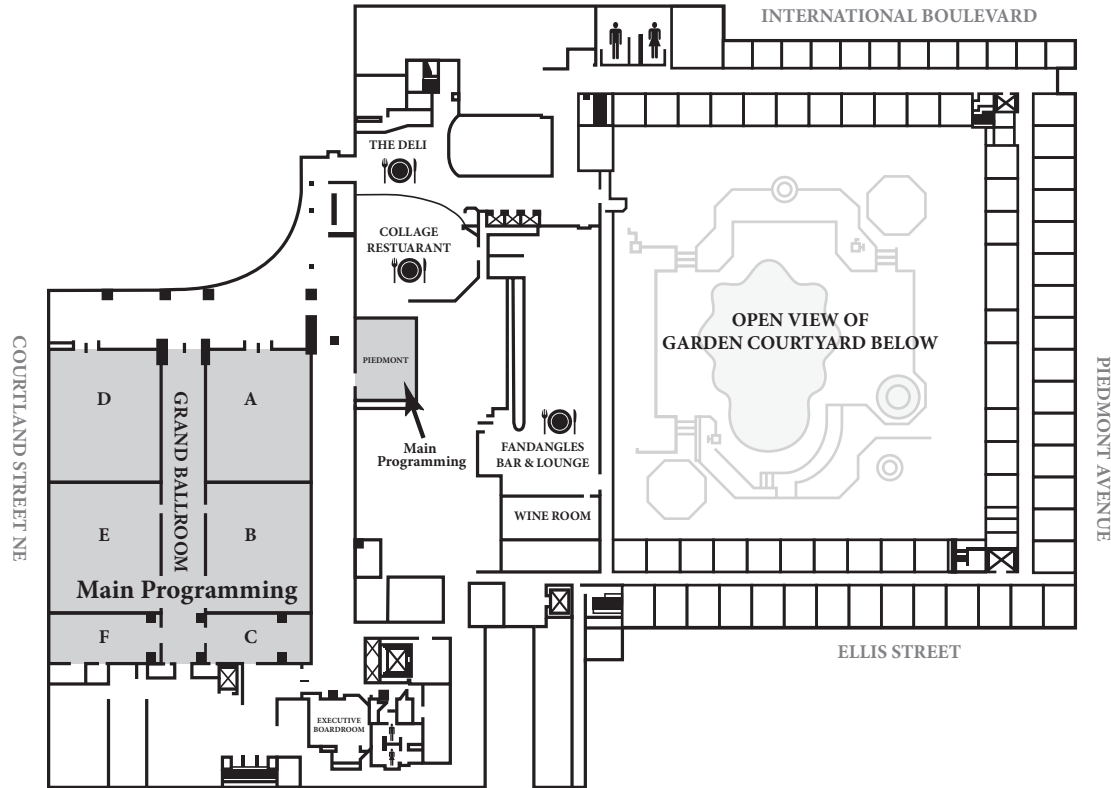 INTERNATIONAL BOULEVARD
THE DELI
COLLAGE
RESTUARANT
OPEN VIEW OF
GARDEN COURTYARD BELOW
COURTLAND STREET NE
PIEDMONT AVENUE
PIEDMONT
D
GRAND BALLROOM
A
Main
Programming
FANDANGLES
BAR & LOUNGE
WINE ROOM
E
B
Main Programming
F
C
ELLIS STREET
EXECUTIVE
BOARDROOM